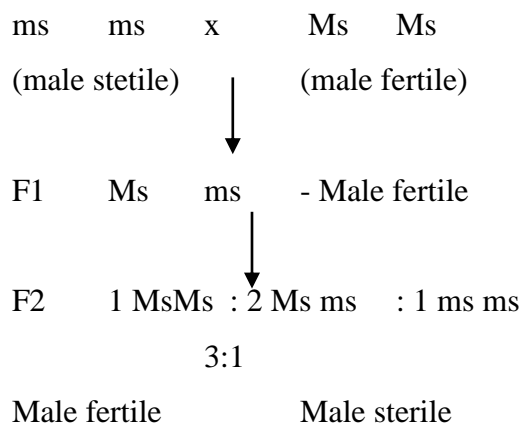 ms ms x Ms Ms
(male stetile) (male fertile)
F1 Ms ms - Male fertile
F2 1 MsMs : 2 Ms ms : 1 ms ms
3:1
Male fertile Male sterile